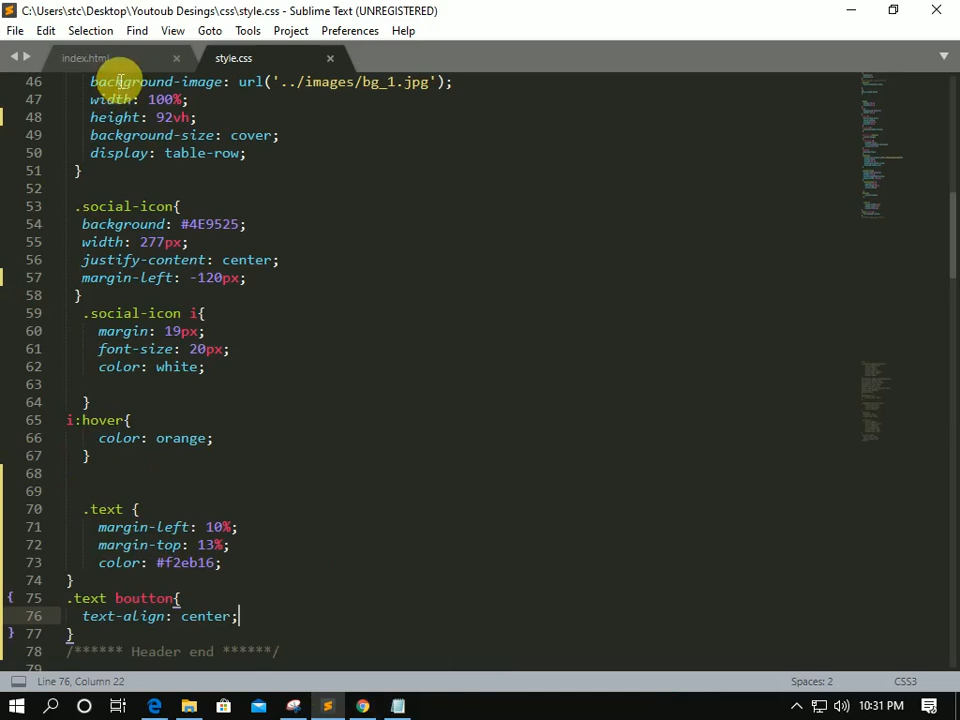 C:\Users\stc\Desktop\Youtoub Desings\css\style.css - Sublime Text (UNREGISTERED)
File Edit Selection Find View Goto Tools Project Preferences Help
index.html style.css
46 background-image: url('../images/bg_1.jpg');
47 width: 100%;
48 height: 92vh;
49 background-size: cover;
50 display: table-row;
51 }
52
53 .social-icon{
54 background: #4E9525;
55 width: 277px;
56 justify-content: center;
57 margin-left: -120px;
58 }
59 .social-icon i{
60 margin: 19px;
61 font-size: 20px;
62 color: white;
63
64 }
65 i:hover{
66 color: orange;
67 }
68
69
70 .text {
71 margin-left: 10%;
72 margin-top: 13%;
73 color: #f2eb16;
74 }
75 .text boutton{
76 text-align: center;
77 }
78 /****** Header end ******/
79
Line 76, Column 22 Spaces: 2 CSS3
10:31 PM